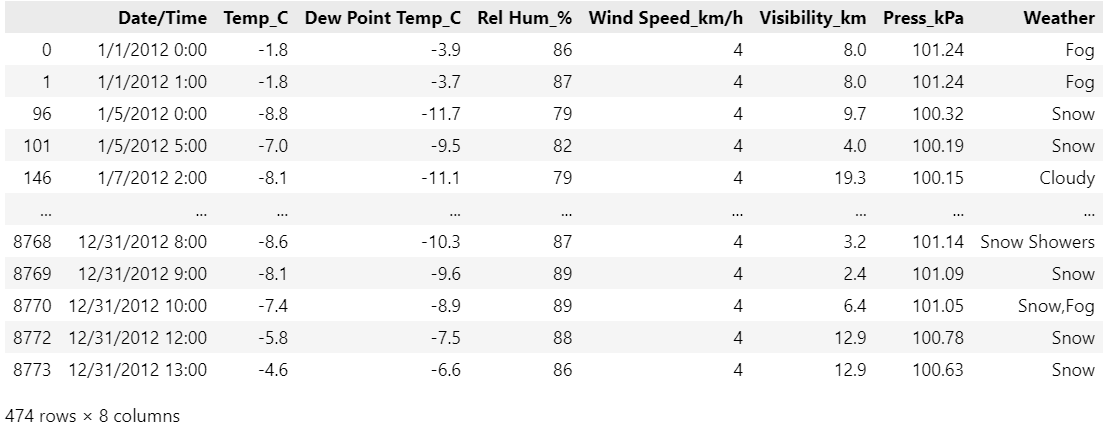 Date/Time Temp_C Dew Point Temp_C Rel Hum_% Wind Speed_km/h Visibility_km Press_kPa Weather
0 1/1/2012 0:00 -1.8 -3.9 86 4 8.0 101.24 Fog
1 1/1/2012 1:00 -1.8 -3.7 87 4 8.0 101.24 Fog
96 1/5/2012 0:00 -8.8 -11.7 79 4 9.7 100.32 Snow
101 1/5/2012 5:00 -7.0 -9.5 82 4 4.0 100.19 Snow
146 1/7/2012 2:00 -8.1 -11.1 79 4 19.3 100.15 Cloudy
... ... ... ... ... ... ... ... ...
8768 12/31/2012 8:00 -8.6 -10.3 87 4 3.2 101.14 Snow Showers
8769 12/31/2012 9:00 -8.1 -9.6 89 4 2.4 101.09 Snow
8770 12/31/2012 10:00 -7.4 -8.9 89 4 6.4 101.05 Snow,Fog
8772 12/31/2012 12:00 -5.8 -7.5 88 4 12.9 100.78 Snow
8773 12/31/2012 13:00 -4.6 -6.6 86 4 12.9 100.63 Snow
474 rows × 8 columns